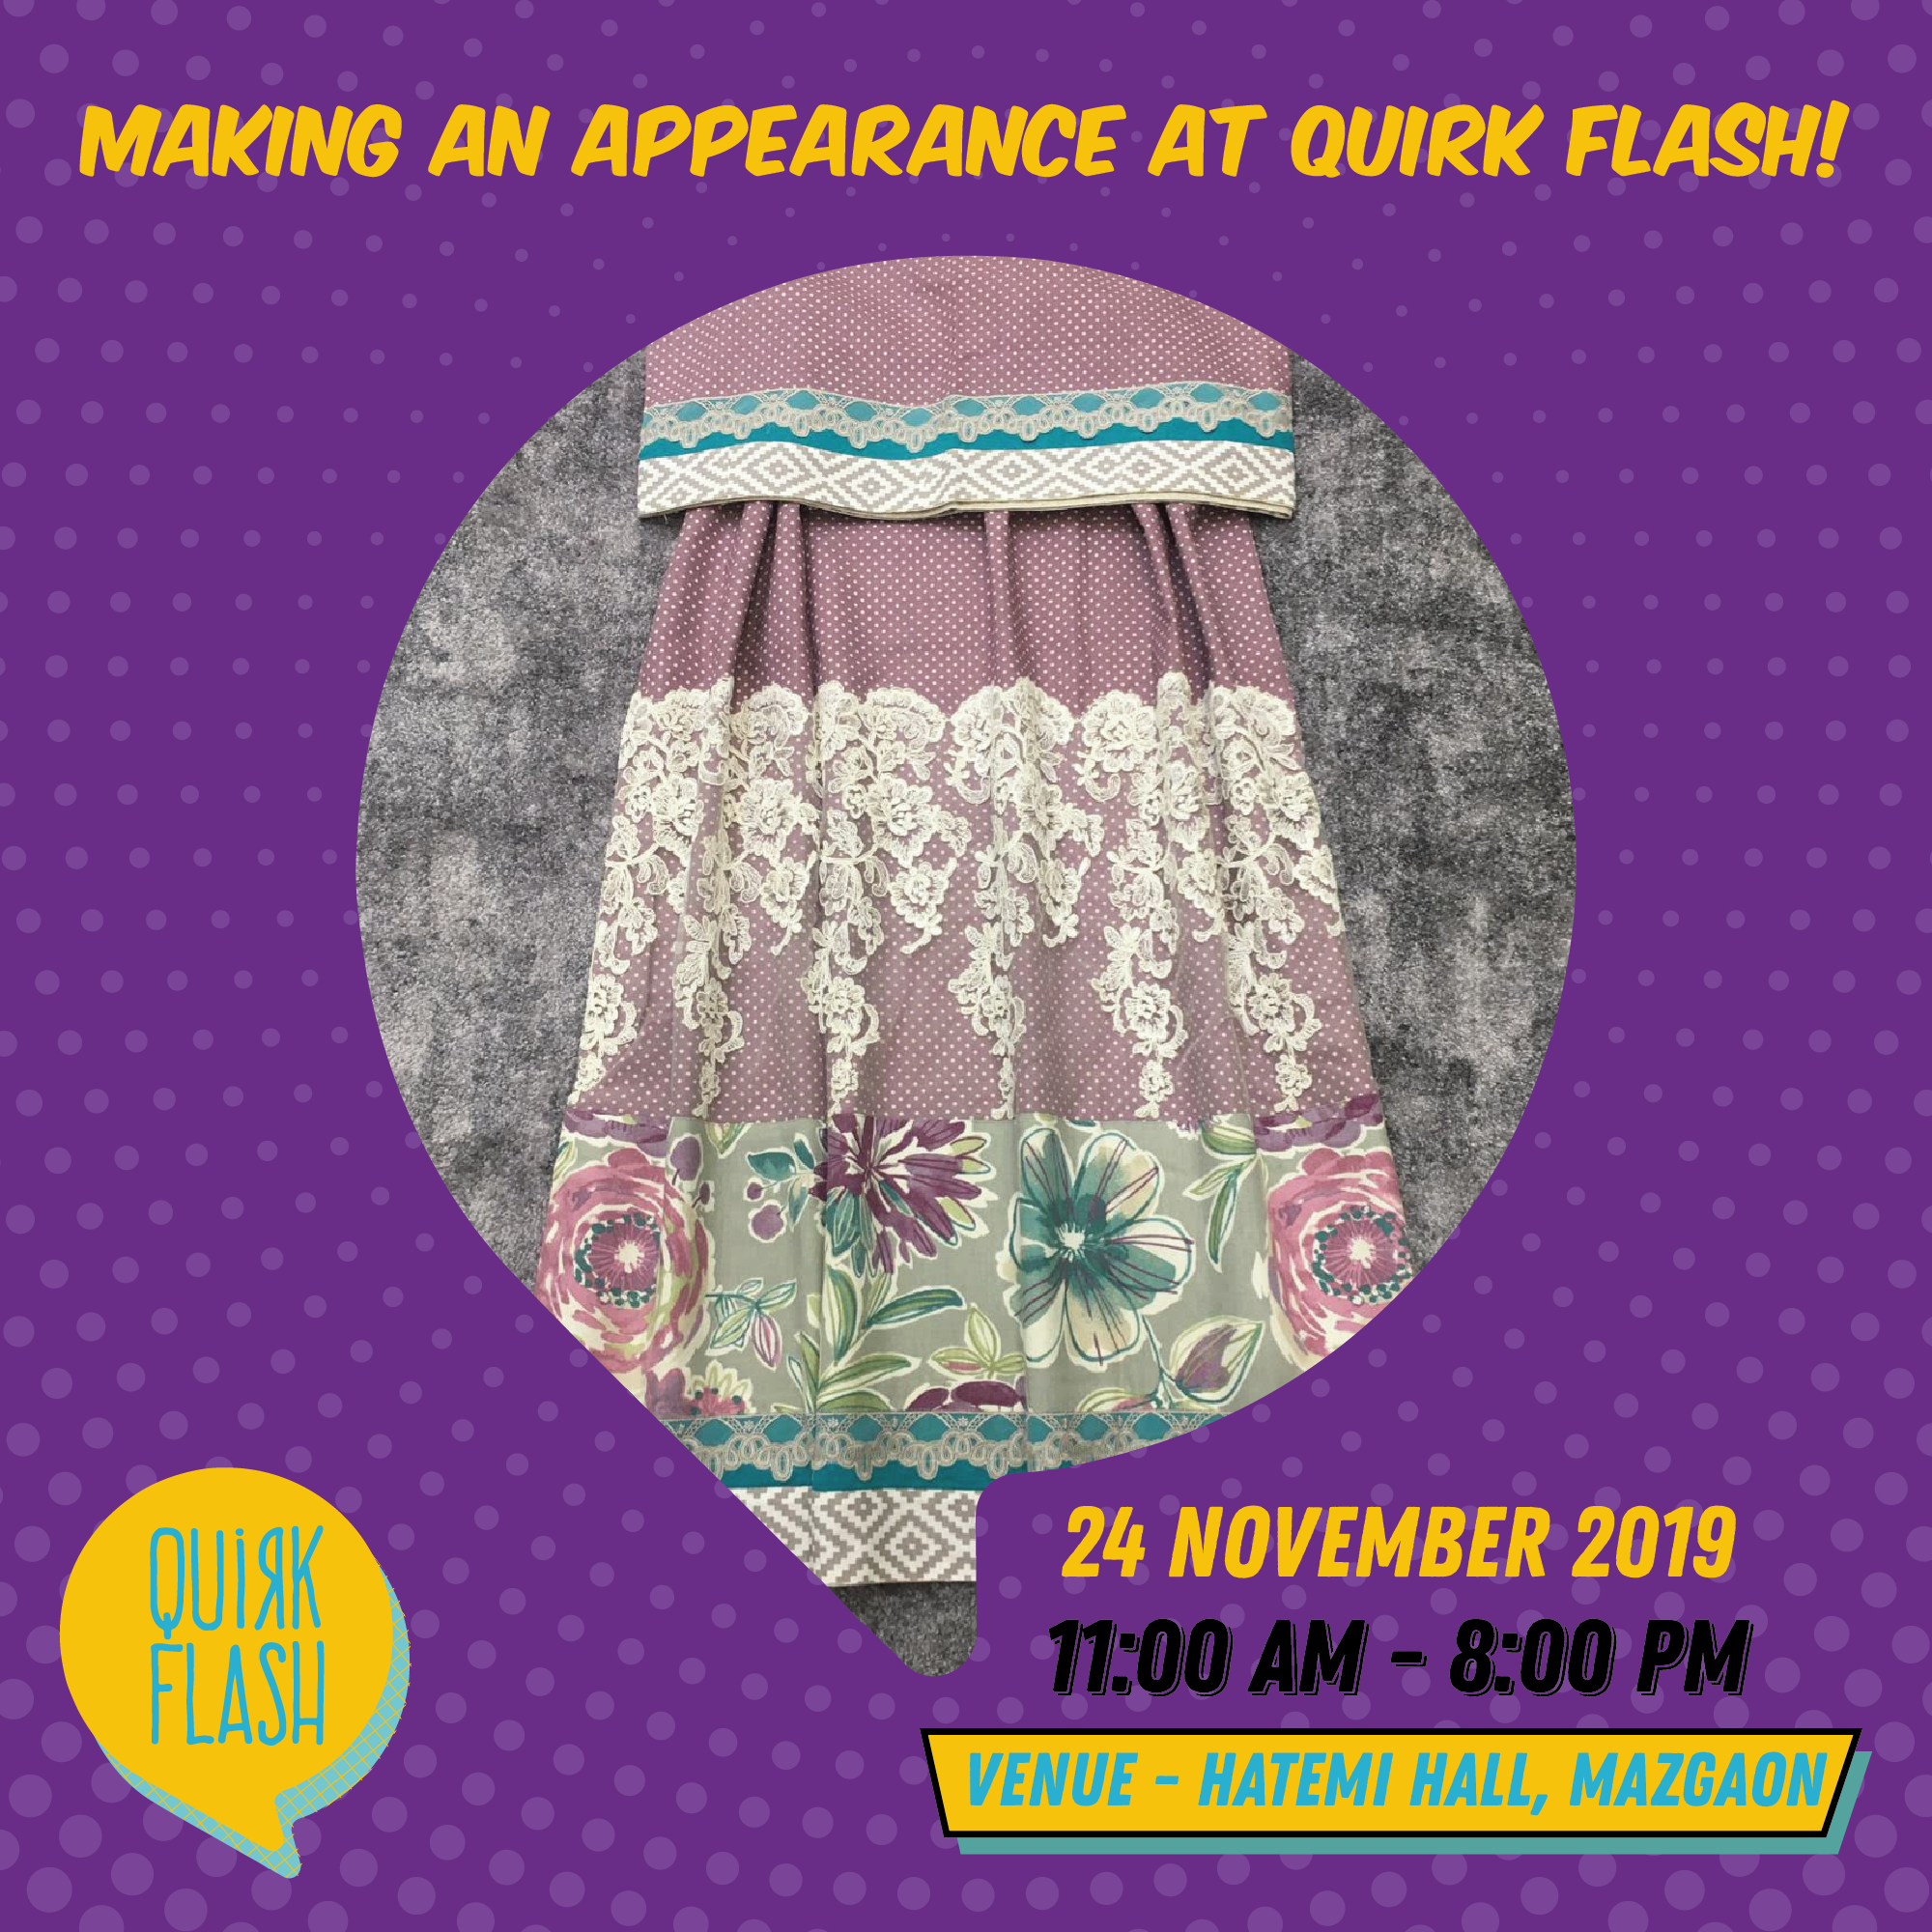 MAKING AN APPEARANCE AT QUIRK FLASH!
QUiRK
FLASH
24 NOVEMBER 2019
11:00 AM - 8:00 PM
VENUE - HATEMI HALL, MAZGAON